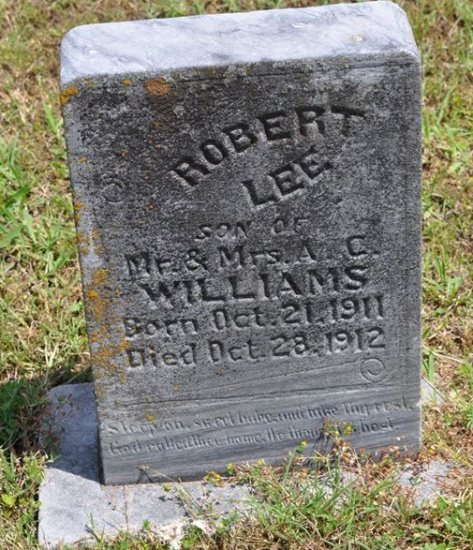 ROBERT
LEE
SON OF
Mr. & Mrs. A. C.
WILLIAMS
Born Oct. 21, 1911
Died Oct. 28, 1912
Sleep on, sweet babe, and take thy rest.
God called thee home, He thought it best.